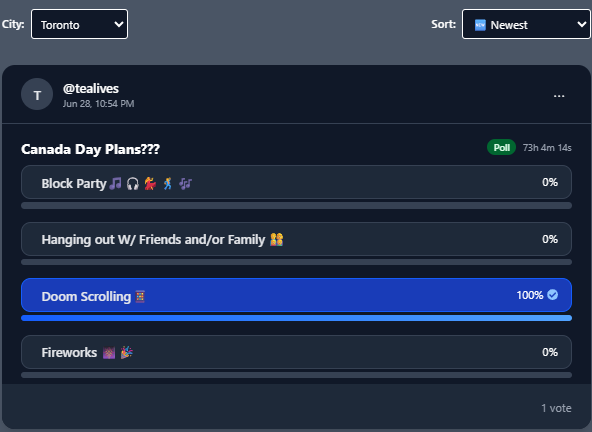 City: Toronto Sort: 🆕 Newest
T @tealives ...
Jun 28, 10:54 PM
Canada Day Plans??? Poll 73h 4m 14s
Block Party🎵 🎧 💃 🕺 🎶 0%
Hanging out W/ Friends and/or Family 👭 0%
Doom Scrolling 📱 100%
Fireworks 🎆 🎉 0%
1 vote